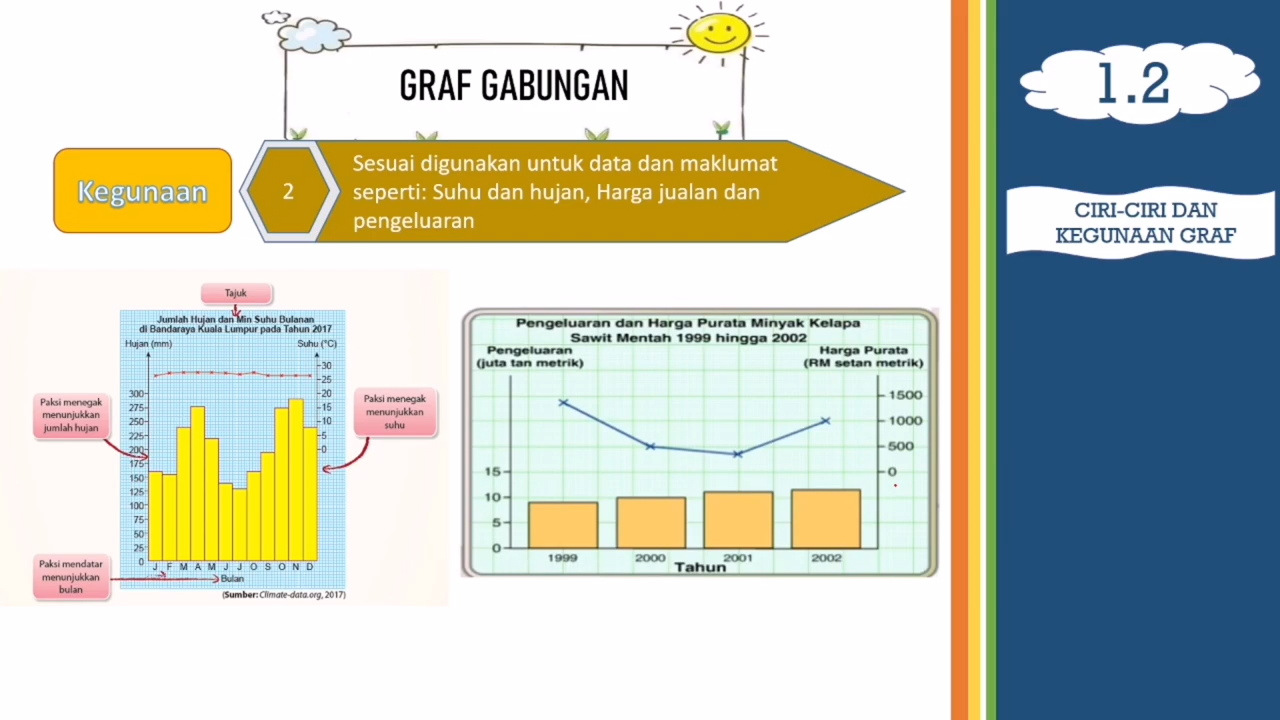 GRAF GABUNGAN
Kegunaan
2
Sesuai digunakan untuk data dan maklumat
seperti: Suhu dan hujan, Harga jualan dan
pengeluaran
1.2
CIRI-CIRI DAN
KEGUNAAN GRAF
Tajuk
Jumlah Hujan dan Min Suhu Bulanan
di Bandaraya Kuala Lumpur pada Tahun 2017
Hujan (mm)
Suhu (°C)
300
275
250
225
200
175
150
125
100
75
50
25
0
30
25
20
15
10
5
0
Paksi menegak
menunjukkan
jumlah hujan
Paksi menegak
menunjukkan
suhu
Paksi mendatar
menunjukkan
bulan
J F M A M J J O S O N D
Bulan
(Sumber: Climate-data.org, 2017)
Pengeluaran dan Harga Purata Minyak Kelapa
Sawit Mentah 1999 hingga 2002
Pengeluaran
(juta tan metrik)
Harga Purata
(RM setan metrik)
15
10
5
0
1500
1000
500
0
1999 2000 2001 2002
Tahun